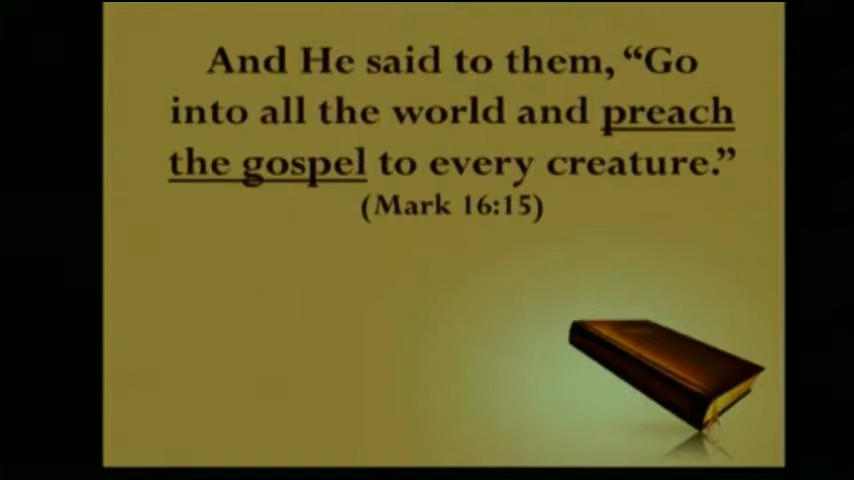 And He said to them, “Go
into all the world and preach
the gospel to every creature.”
(Mark 16:15)